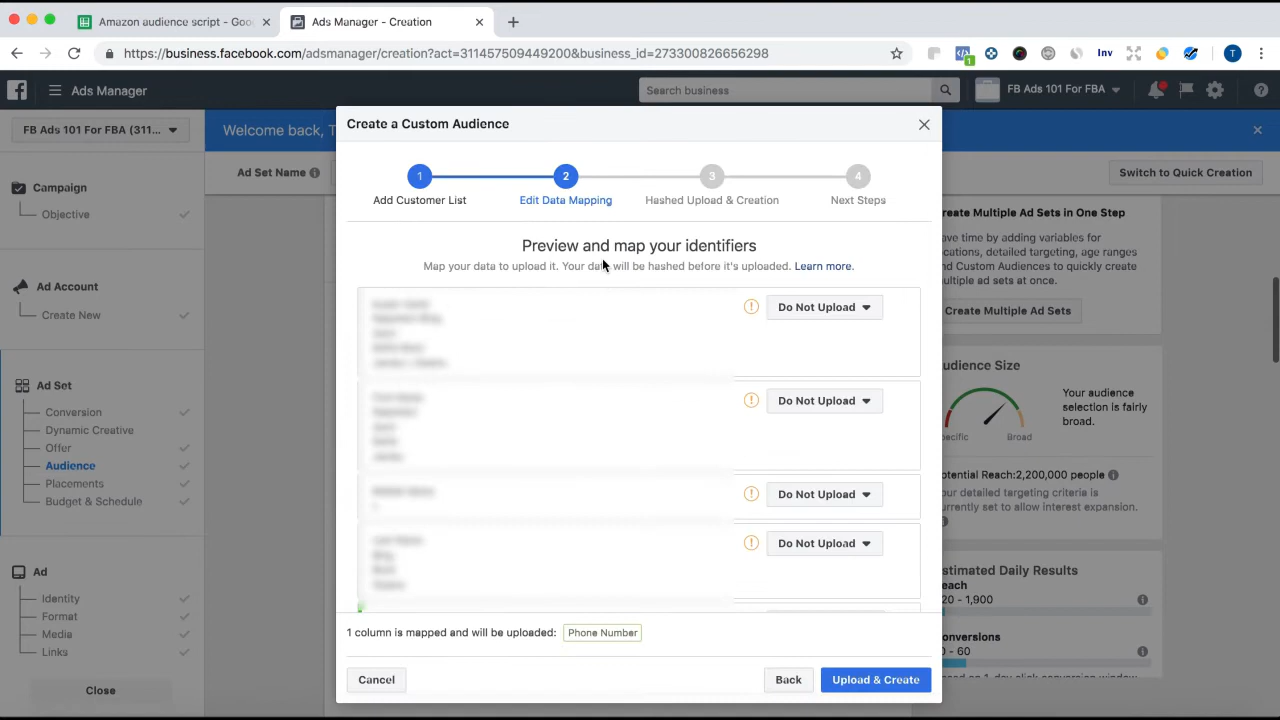 Amazon audience script - Goo
Ads Manager - Creation
https://business.facebook.com/adsmanager/creation?act=311457509449200&business_id=273300826656298
Inv
T
Ads Manager
Search business
FB Ads 101 For FBA
FB Ads 101 For FBA (311...
Welcome back, T
Ad Set Name
Switch to Quick Creation
Campaign
Objective
Ad Account
Create New
Ad Set
Conversion
Dynamic Creative
Offer
Audience
Placements
Budget & Schedule
Ad
Identity
Format
Media
Links
Close
Create a Custom Audience
1
2
3
4
Add Customer List
Edit Data Mapping
Hashed Upload & Creation
Next Steps
Preview and map your identifiers
Map your data to upload it. Your data will be hashed before it's uploaded. Learn more.
Do Not Upload
Do Not Upload
Do Not Upload
Do Not Upload
1 column is mapped and will be uploaded: Phone Number
Cancel
Back
Upload & Create
reate Multiple Ad Sets in One Step
ave time by adding variables for
ocations, detailed targeting, age ranges
nd Custom Audiences to quickly create
multiple ad sets at once.
Create Multiple Ad Sets
udience Size
Your audience
selection is fairly
broad.
pecific
Broad
otential Reach:2,200,000 people
our detailed targeting criteria is
urrently set to allow interest expansion.
stimated Daily Results
each
20 - 1,900
onversions
0 - 60